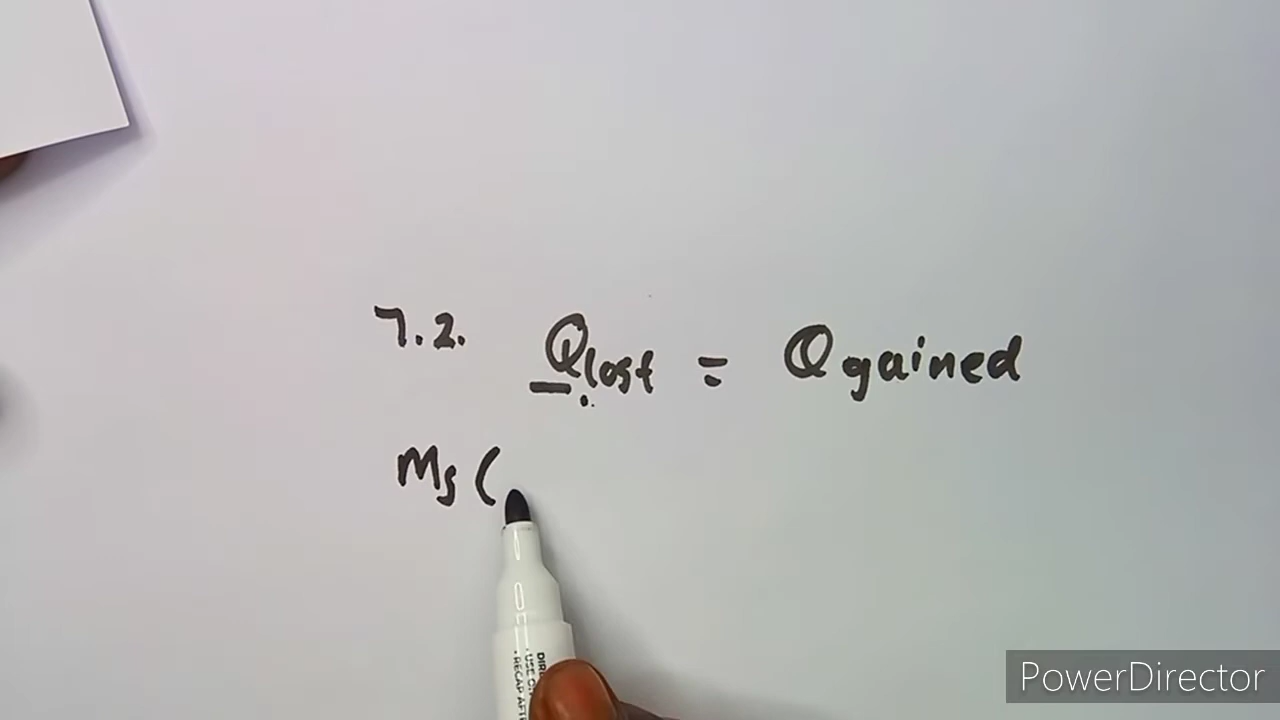 7.2. Qlost = Qgained
Ms (
PowerDirector